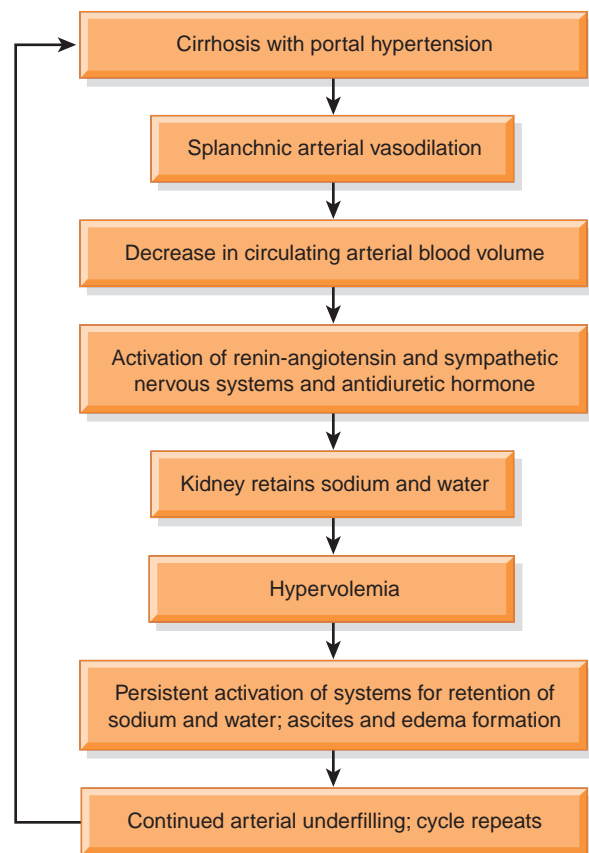 Cirrhosis with portal hypertension
Splanchnic arterial vasodilation
Decrease in circulating arterial blood volume
Activation of renin-angiotensin and sympathetic
nervous systems and antidiuretic hormone
Kidney retains sodium and water
Hypervolemia
Persistent activation of systems for retention of
sodium and water; ascites and edema formation
Continued arterial underfilling; cycle repeats